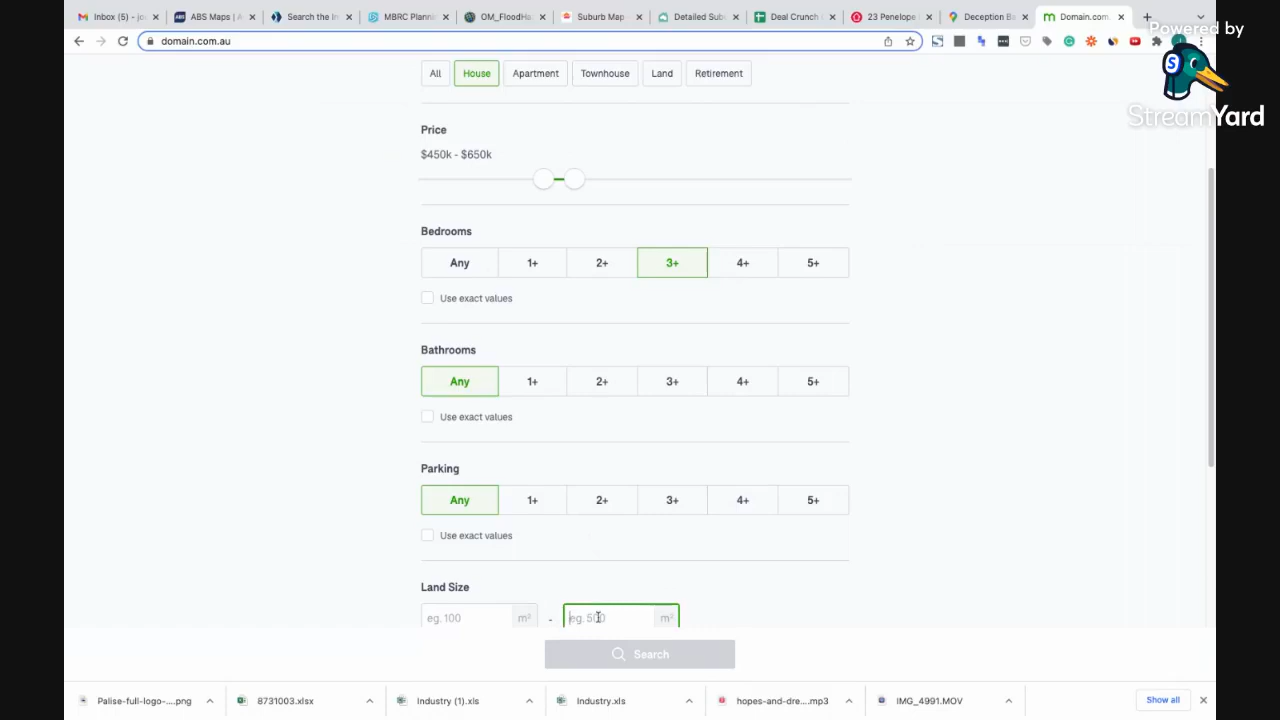 Inbox (5) - jo
ABS Maps | A
Search the In
MBRC Plannin
OM_FloodHa
Suburb Map
Detailed Sub
Deal Crunch C
23 Penelope
Deception Ba
Domain.com.
Powered by
StreamYard
domain.com.au
All
House
Apartment
Townhouse
Land
Retirement
Price
$450k - $650k
Bedrooms
Any
1+
2+
3+
4+
5+
Use exact values
Bathrooms
Any
1+
2+
3+
4+
5+
Use exact values
Parking
Any
1+
2+
3+
4+
5+
Use exact values
Land Size
eg. 100
m²
-
eg. 500
m²
Search
Palise-full-logo-....png
8731003.xlsx
Industry (1).xls
Industry.xls
hopes-and-dre....mp3
IMG_4991.MOV
Show all